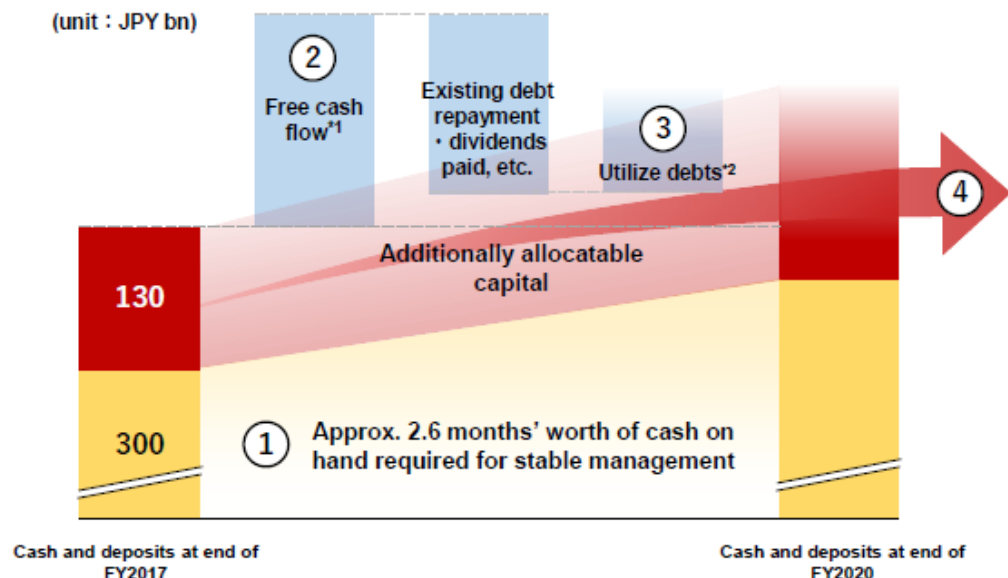 (unit：JPY bn)
2
Free cash
flow*1
Existing debt
repayment
・dividends
paid, etc.
3
Utilize debts*2
4
Additionally allocatable
capital
130
300
1
Approx. 2.6 months’ worth of cash on
hand required for stable management
Cash and deposits at end of
FY2017
Cash and deposits at end of
FY2020